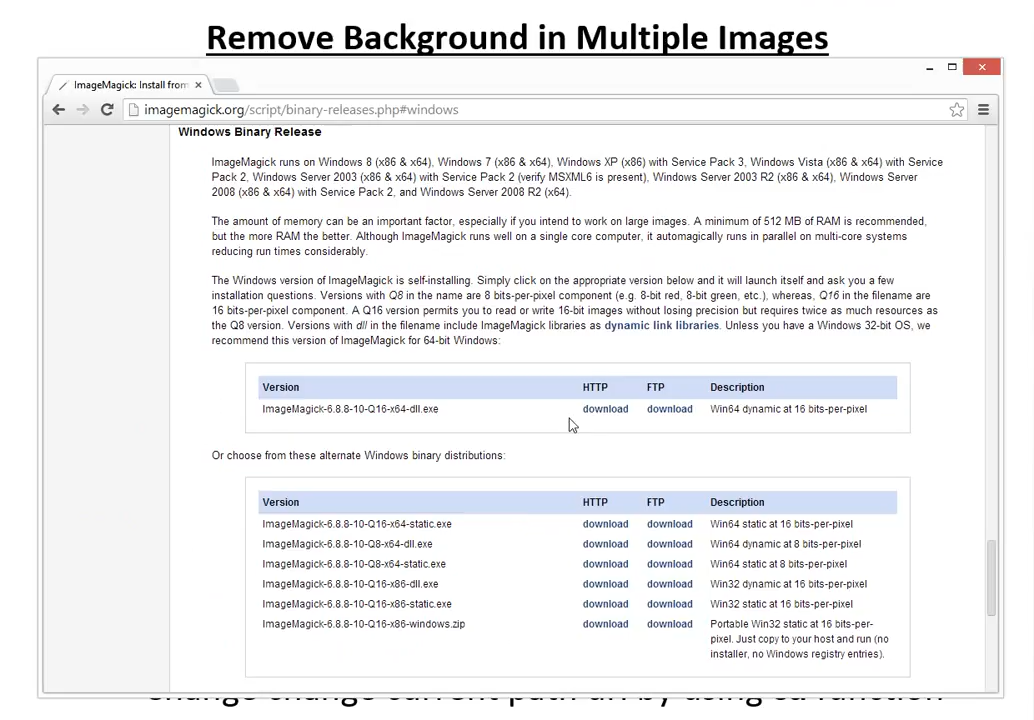 Remove Background in Multiple Images
ImageMagick: Install from
imagemagick.org/script/binary-releases.php#windows
Windows Binary Release
ImageMagick runs on Windows 8 (x86 & x64), Windows 7 (x86 & x64), Windows XP (x86) with Service Pack 3, Windows Vista (x86 & x64) with
Service Pack 2, Windows Server 2003 (x86 & x64) with Service Pack 2 (verify MSXML6 is present), Windows Server 2003 R2 (x86 & x64), Windows Server
2008 (x86 & x64) with Service Pack 2, and Windows Server 2008 R2 (x64).
The amount of memory can be an important factor, especially if you intend to work on large images. A minimum of 512 MB of RAM is recommended,
but the more RAM the better. Although ImageMagick runs well on a single core computer, it automagically runs in parallel on multi-core systems
reducing run times considerably.
The Windows version of ImageMagick is self-installing. Simply click on the appropriate version below and it will launch itself and ask you a few
installation questions. Versions with Q8 in the name are 8 bits-per-pixel component (e.g. 8-bit red, 8-bit green, etc.), whereas, Q16 in the filename are
16 bits-per-pixel component. A Q16 version permits you to read or write 16-bit images without losing precision but requires twice as much resources as
the Q8 version. Versions with dll in the filename include ImageMagick libraries as dynamic link libraries. Unless you have a Windows 32-bit OS, we
recommend this version of ImageMagick for 64-bit Windows:
Version HTTP FTP Description
ImageMagick-6.8.8-10-Q16-x64-dll.exe download download Win64 dynamic at 16 bits-per-pixel
Or choose from these alternate Windows binary distributions:
Version HTTP FTP Description
ImageMagick-6.8.8-10-Q16-x64-static.exe download download Win64 static at 16 bits-per-pixel
ImageMagick-6.8.8-10-Q8-x64-dll.exe download download Win64 dynamic at 8 bits-per-pixel
ImageMagick-6.8.8-10-Q8-x64-static.exe download download Win64 static at 8 bits-per-pixel
ImageMagick-6.8.8-10-Q16-x86-dll.exe download download Win32 dynamic at 16 bits-per-pixel
ImageMagick-6.8.8-10-Q16-x86-static.exe download download Win32 static at 16 bits-per-pixel
ImageMagick-6.8.8-10-Q16-x86-windows.zip download download Portable Win32 static at 16 bits-per-
pixel. Just copy to your host and run (no
installer, no Windows registry entries).
change current path by using cd function